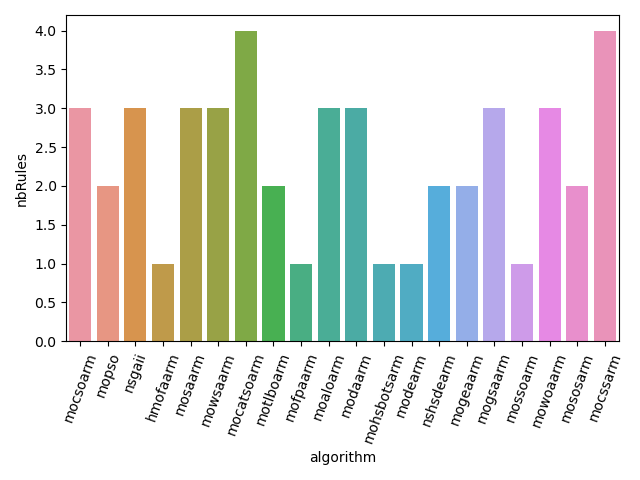 4.0
3.5
3.0
2.5
2.0
1.5
1.0
0.5
0.0
nbRules
mocsoarm
mopso
nsgaii
hmofaarm
mosaarm
mowsaarm
mocatsoarm
motlboarm
mofpaarm
moaloarm
modaarm
mohsbotsarm
modearm
nshsdearm
mogeaarm
mogsaarm
mossoarm
mowoaarm
mososarm
mocssarm
algorithm